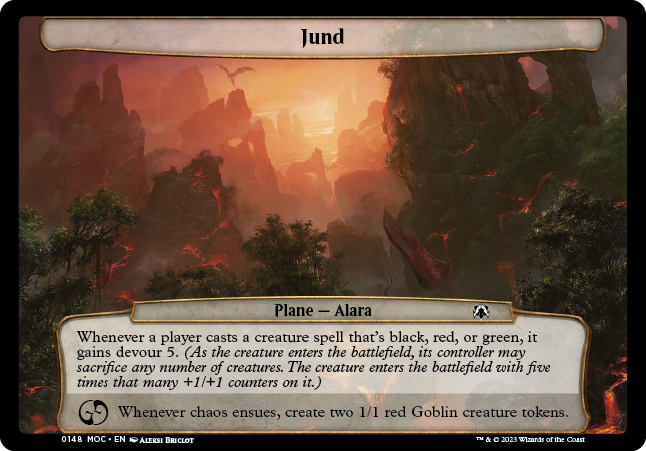 Jund
Plane — Alara
Whenever a player casts a creature spell that's black, red, or green, it
gains devour 5. (As the creature enters the battlefield, its controller may
sacrifice any number of creatures. The creature enters the battlefield with five
times that many +1/+1 counters on it.)
Whenever chaos ensues, create two 1/1 red Goblin creature tokens.
0148 MOC • EN Aleksi Briclot ™ & © 2023 Wizards of the Coast